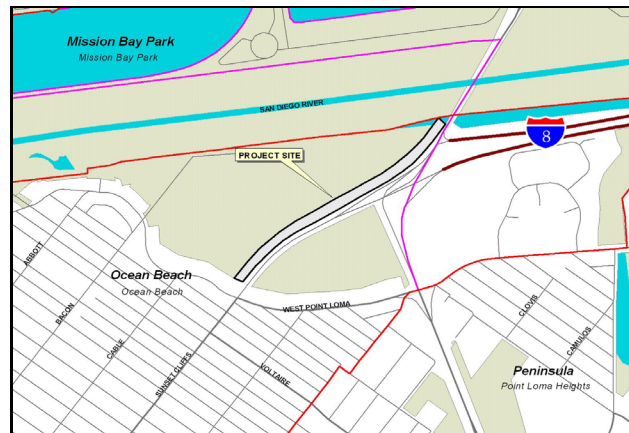 Mission Bay Park
Mission Bay Park
SAN DIEGO RIVER
8
PROJECT SITE
Ocean Beach
Ocean Beach
ABBOTT
BACON
CABLE
SUNSET CLIFFS
WEST POINT LOMA
VOLTAIRE
CLOVIS
CAMULOS
Peninsula
Point Loma Heights